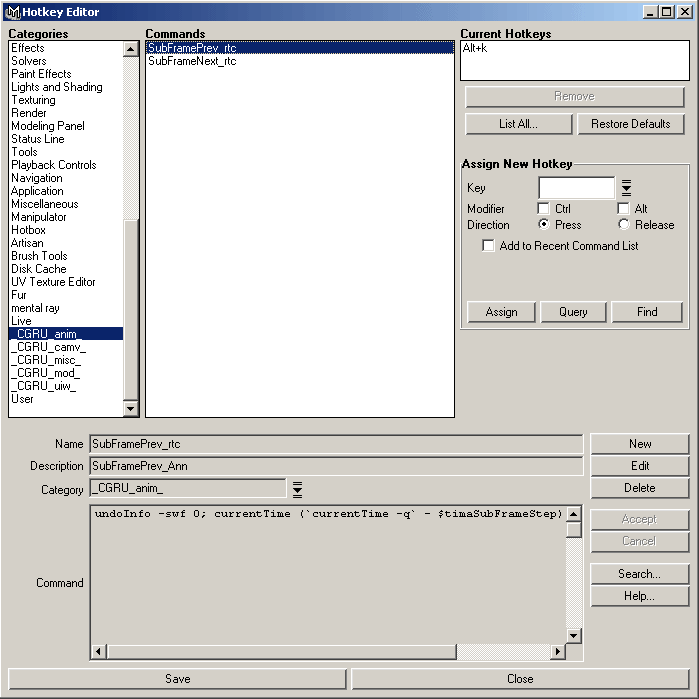 Hotkey Editor
Categories
Effects
Solvers
Paint Effects
Lights and Shading
Texturing
Render
Modeling Panel
Status Line
Tools
Playback Controls
Navigation
Application
Miscellaneous
Manipulator
Hotbox
Artisan
Brush Tools
Disk Cache
UV Texture Editor
Fur
mental ray
Live
_CGRU_anim_
_CGRU_camv_
_CGRU_misc_
_CGRU_mod_
_CGRU_uiw_
User
Commands
SubFramePrev_rtc
SubFrameNext_rtc
Current Hotkeys
Alt+k
Remove
List All... Restore Defaults
Assign New Hotkey
Key
Modifier Ctrl Alt
Direction Press Release
Add to Recent Command List
Assign Query Find
Name SubFramePrev_rtc New
Description SubFramePrev_Ann Edit
Category _CGRU_anim_ Delete
undoInfo -swf 0; currentTime (`currentTime -q` - $timaSubFrameStep)
Accept
Cancel
Command
Search...
Help...
Save Close